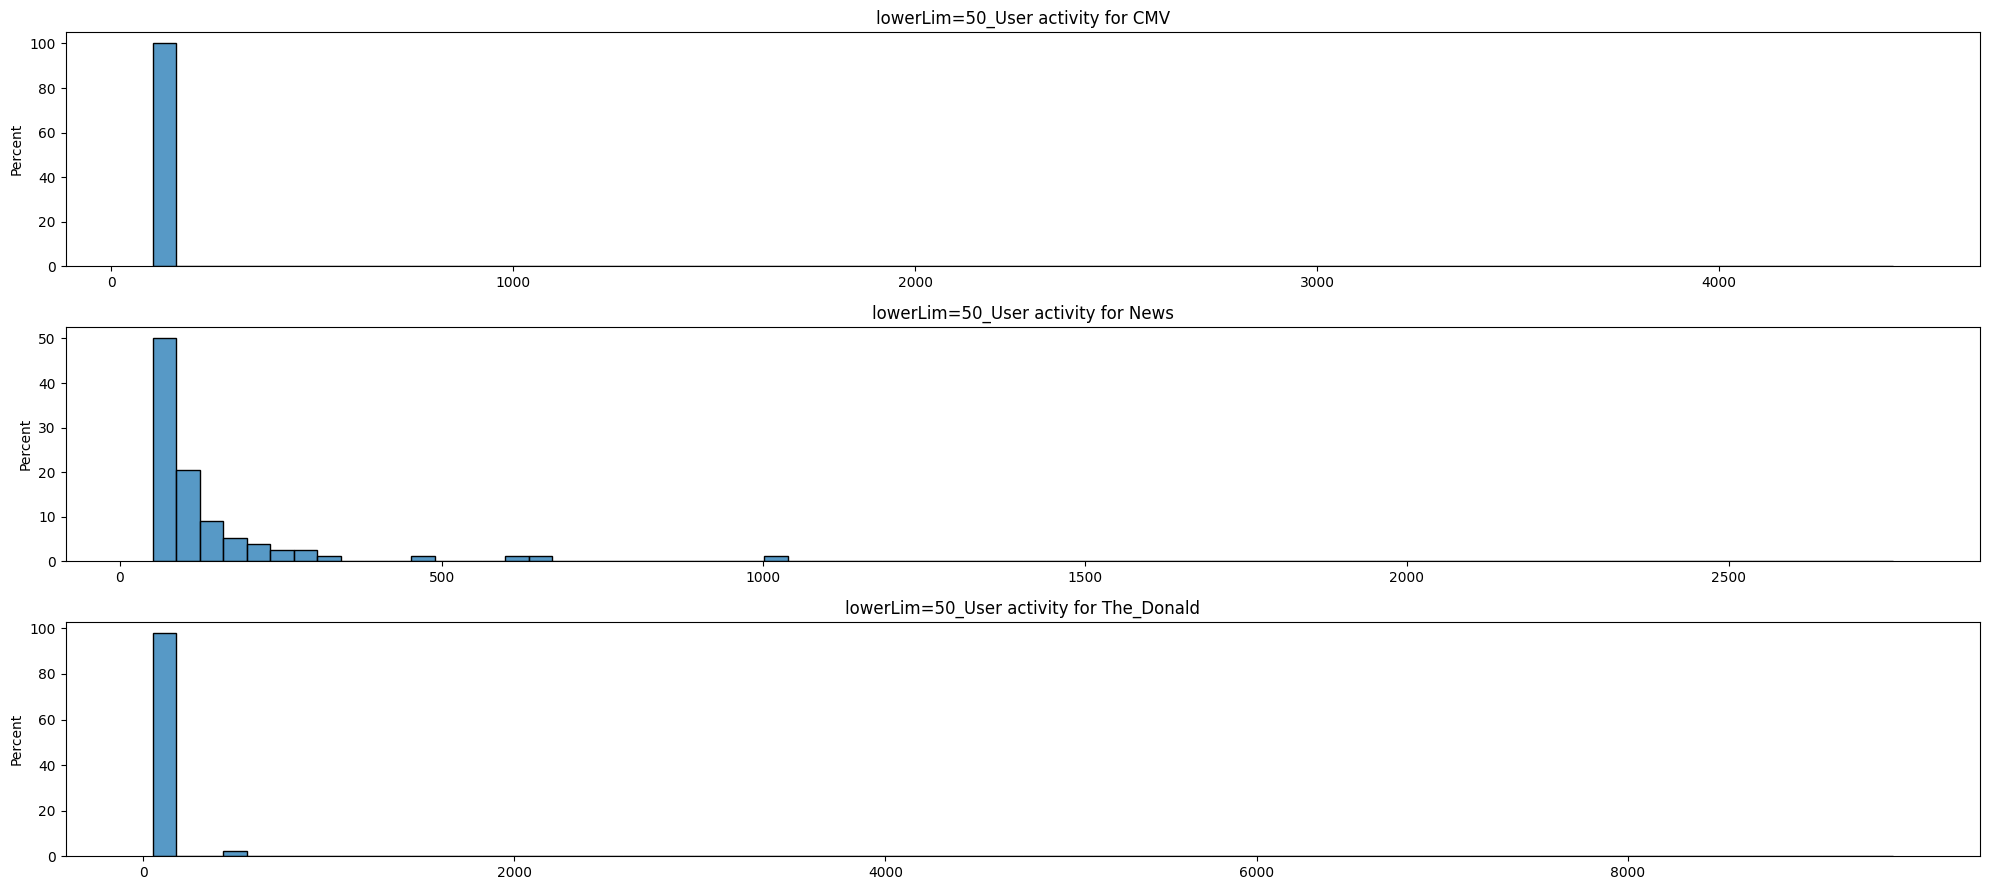 lowerLim=50_User activity for CMV
Percent
100
80
60
40
20
0
0 1000 2000 3000 4000
lowerLim=50_User activity for News
Percent
50
40
30
20
10
0
0 500 1000 1500 2000 2500
lowerLim=50_User activity for The_Donald
Percent
100
80
60
40
20
0
0 2000 4000 6000 8000